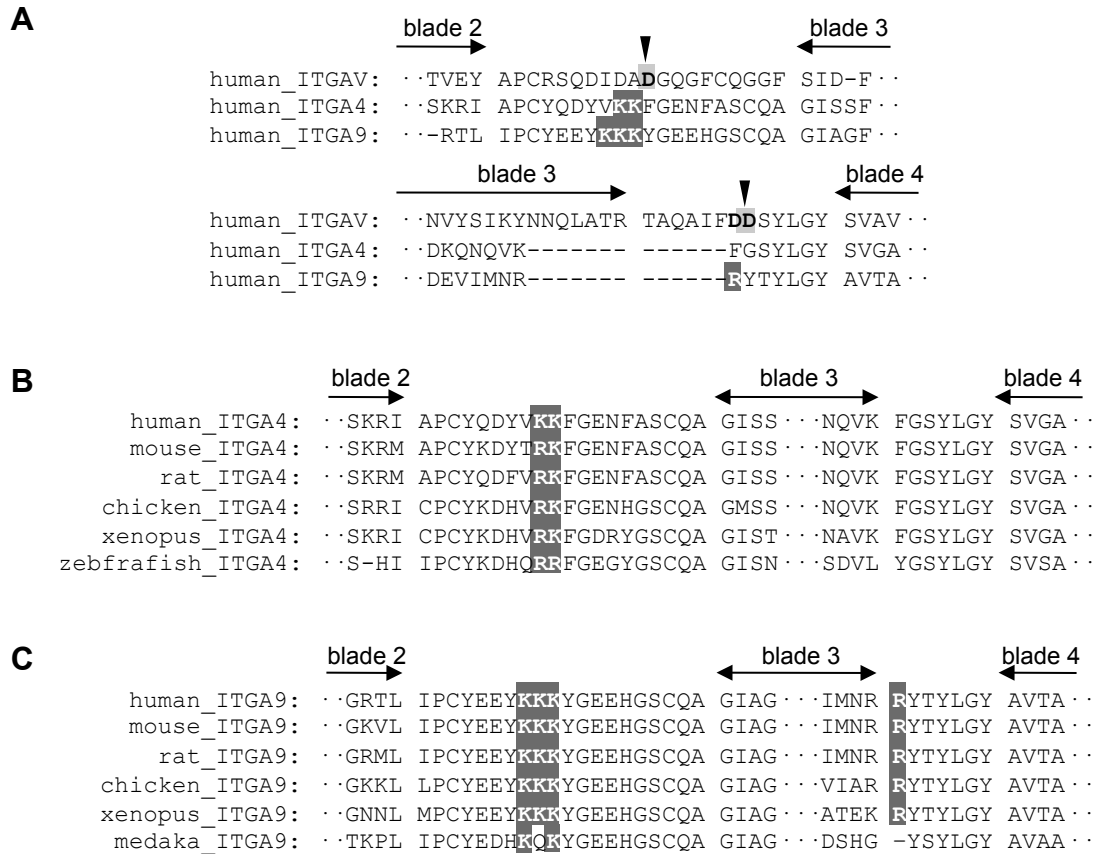 A
blade 2 blade 3
human_ITGAV: ··TVEY APCRSQDIDADGQGFCQGGF SID-F··
human_ITGA4: ··SKRI APCYQDYVKKFGENFASCQA GISSF··
human_ITGA9: ··-RTL IPCYEEYKKKYGEEHGSCQA GIAGF··
blade 3 blade 4
human_ITGAV: ··NVYSIKYNNQLATR TAQAIFDDSYLGY SVAV··
human_ITGA4: ··DKQNQVK------- ------FGSYLGY SVGA··
human_ITGA9: ··DEVIMNR------- ------RYTYLGY AVTA··
B
blade 2 blade 3 blade 4
human_ITGA4: ··SKRI APCYQDYVKKFGENFASCQA GISS···NQVK FGSYLGY SVGA··
mouse_ITGA4: ··SKRM APCYKDYTRKFGENFASCQA GISS···NQVK FGSYLGY SVGA··
rat_ITGA4: ··SKRM APCYQDFVRKFGENFASCQA GISS···NQVK FGSYLGY SVGA··
chicken_ITGA4: ··SRRI CPCYKDHVRKFGENHGSCQA GMSS···NQVK FGSYLGY SVGA··
xenopus_ITGA4: ··SKRI CPCYKDHVRKFGDRYGSCQA GIST···NAVK FGSYLGY SVGA··
zebfrafish_ITGA4: ··S-HI IPCYKDHQRRFGEGYGSCQA GISN···SDVL YGSYLGY SVSA··
C
blade 2 blade 3 blade 4
human_ITGA9: ··GRTL IPCYEEYKKKYGEEHGSCQA GIAG···IMNR RYTYLGY AVTA··
mouse_ITGA9: ··GKVL IPCYEEYKKKYGEEHGSCQA GIAG···IMNR RYTYLGY AVTA··
rat_ITGA9: ··GRML IPCYEEYKKKYGEEHGSCQA GIAG···IMNR RYTYLGY AVTA··
chicken_ITGA9: ··GKKL LPCYEEYKKKYGEEHGSCQA GIAG···VIAR RYTYLGY AVTA··
xenopus_ITGA9: ··GNNL MPCYEEYKKKYGEEHGSCQA GIAG···ATEK RYTYLGY AVTA··
medaka_ITGA9: ··TKPL IPCYEDHKQKYGEEHGSCQA GIAG···DSHG -YSYLGY AVAA··